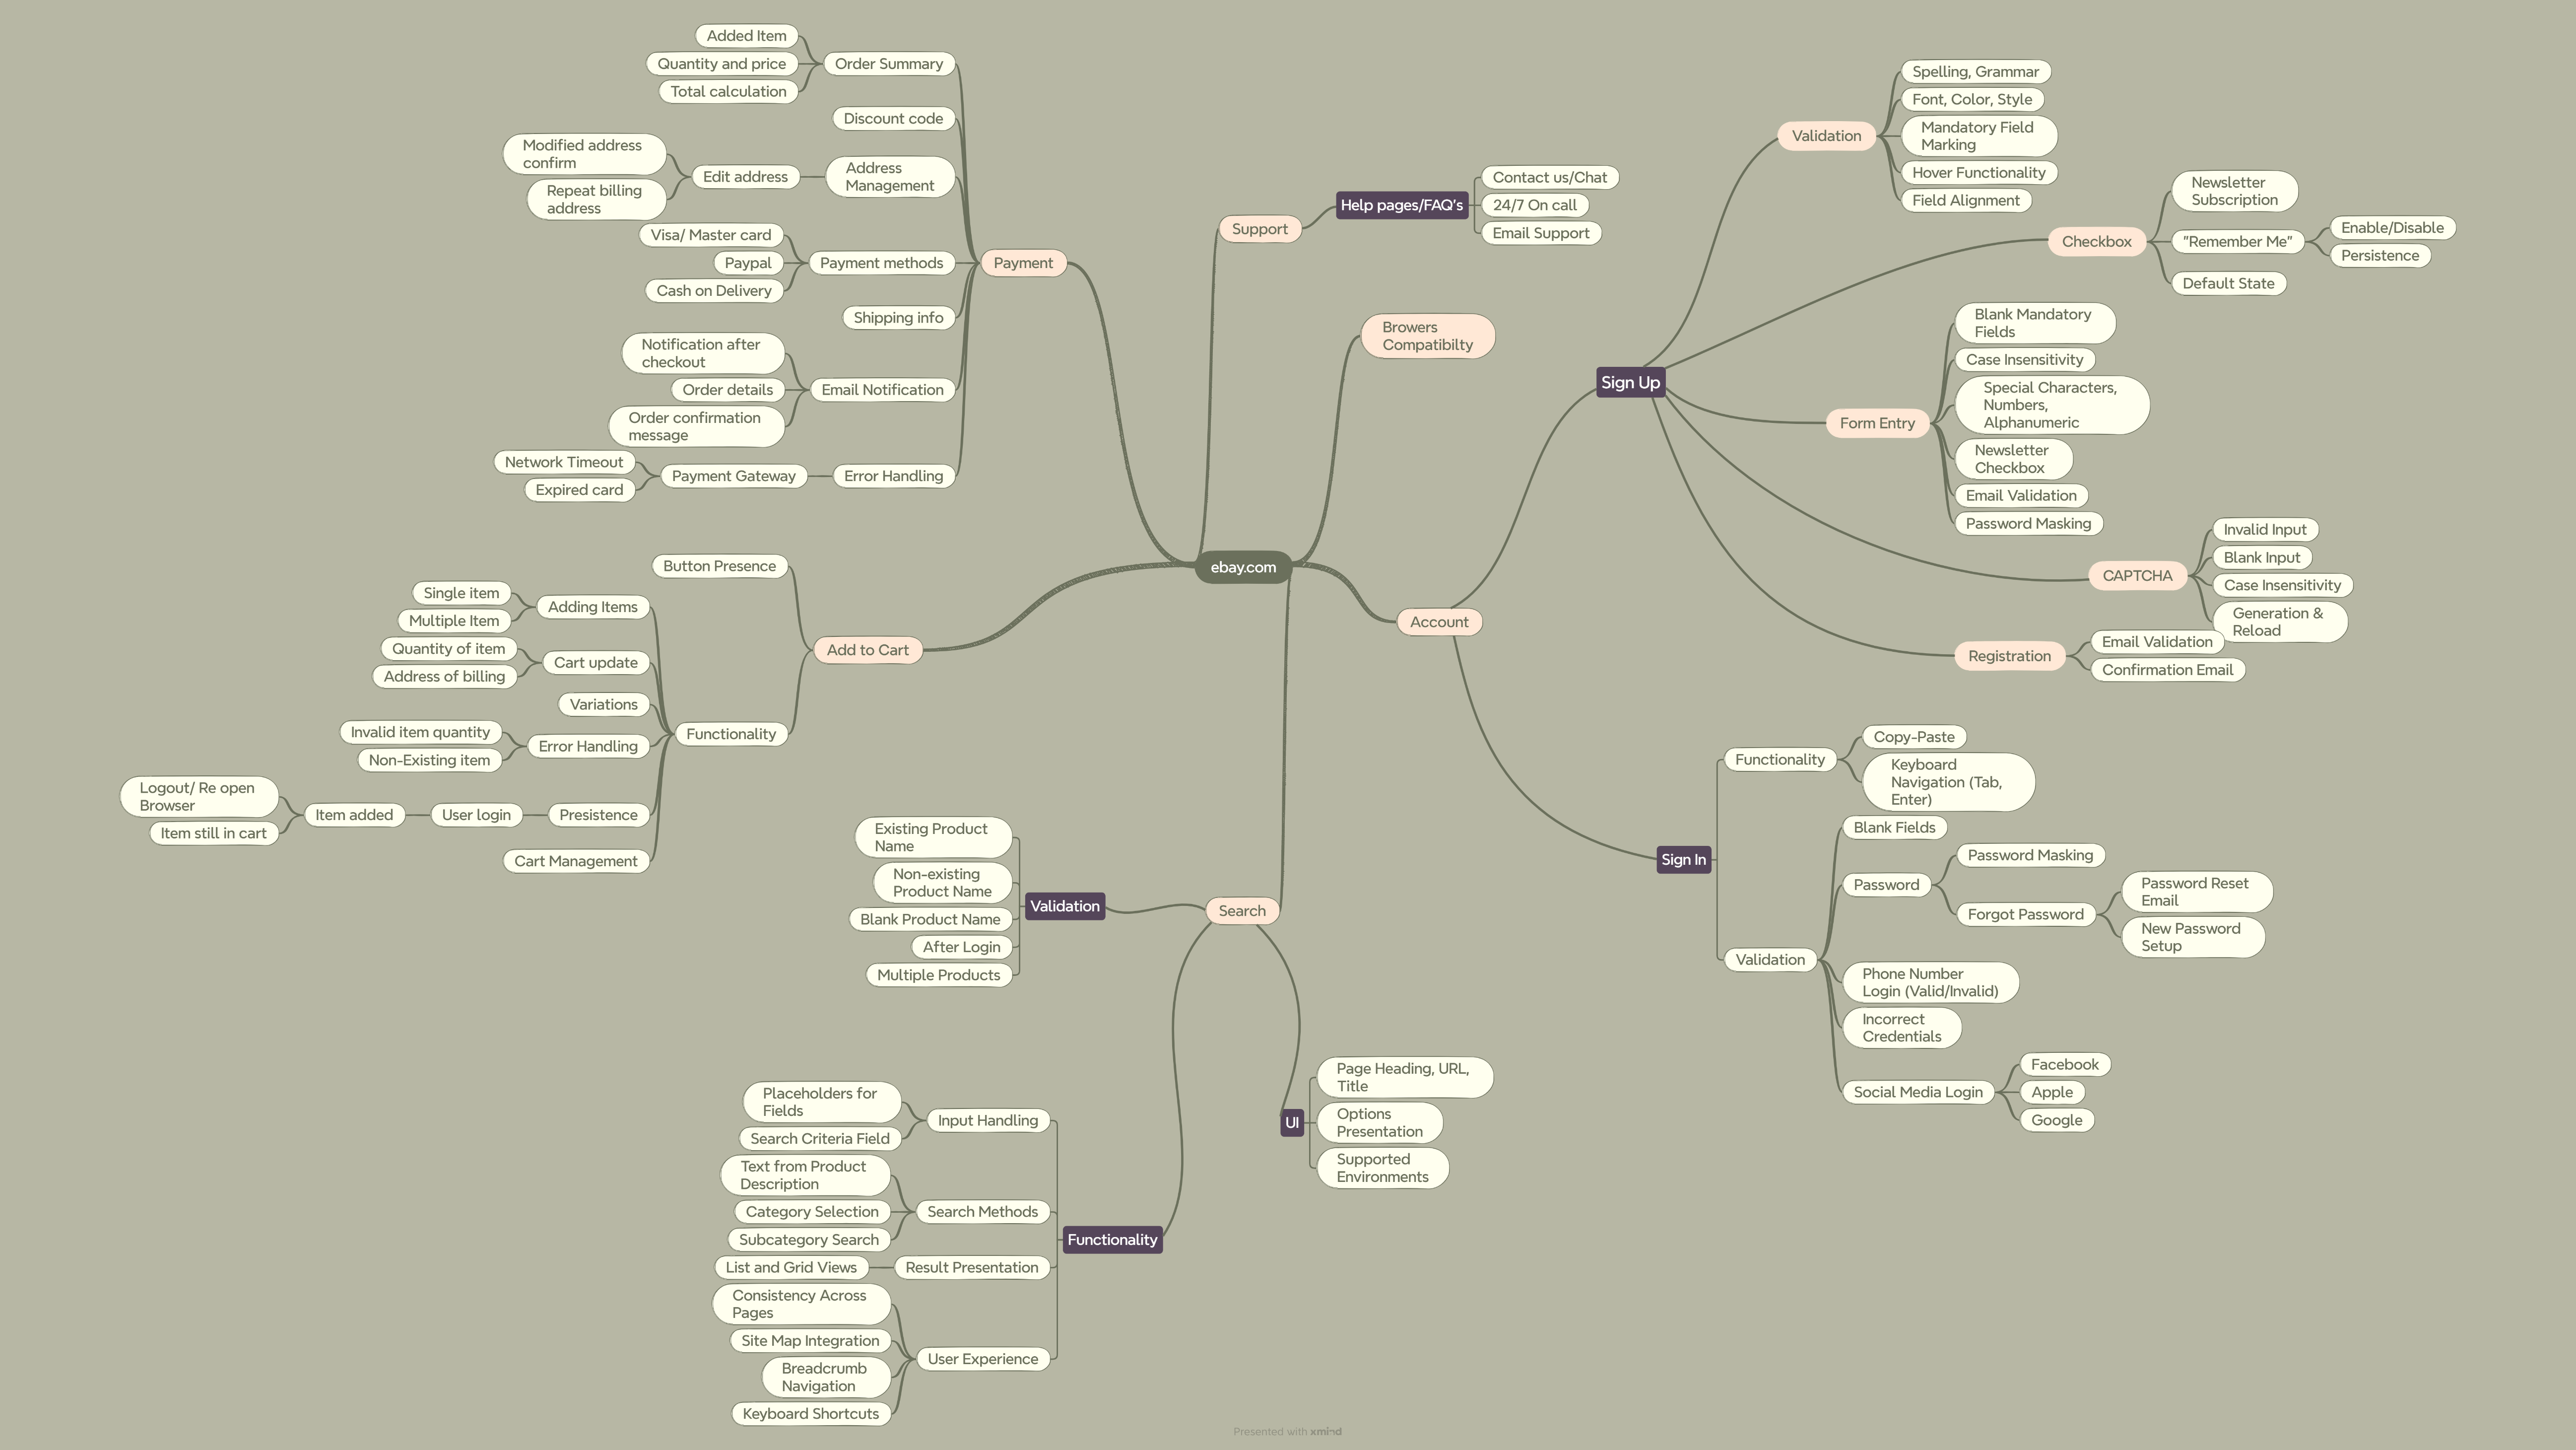 ebay.com
Payment
Order Summary
Added Item
Quantity and price
Total calculation
Discount code
Address
Management
Edit address
Modified address
confirm
Repeat billing
address
Payment methods
Visa/ Master card
Paypal
Cash on Delivery
Shipping info
Email Notification
Notification after
checkout
Order details
Order confirmation
message
Error Handling
Payment Gateway
Network Timeout
Expired card
Add to Cart
Button Presence
Functionality
Adding Items
Single item
Multiple Item
Cart update
Quantity of item
Address of billing
Variations
Error Handling
Invalid item quantity
Non-Existing item
Presistence
User login
Item added
Logout/ Re open
Browser
Item still in cart
Cart Management
Support
Help pages/FAQ's
Contact us/Chat
24/7 On call
Email Support
Browers
Compatibilty
Account
Sign Up
Validation
Spelling, Grammar
Font, Color, Style
Mandatory Field
Marking
Hover Functionality
Field Alignment
Checkbox
Newsletter
Subscription
"Remember Me"
Enable/Disable
Persistence
Default State
Form Entry
Blank Mandatory
Fields
Case Insensitivity
Special Characters,
Numbers,
Alphanumeric
Newsletter
Checkbox
Email Validation
Password Masking
CAPTCHA
Invalid Input
Blank Input
Case Insensitivity
Generation &
Reload
Registration
Email Validation
Confirmation Email
Sign In
Functionality
Copy-Paste
Keyboard
Navigation (Tab,
Enter)
Validation
Blank Fields
Password
Password Masking
Forgot Password
Password Reset
Email
New Password
Setup
Phone Number
Login (Valid/Invalid)
Incorrect
Credentials
Social Media Login
Facebook
Apple
Google
Search
Validation
Existing Product
Name
Non-existing
Product Name
Blank Product Name
After Login
Multiple Products
UI
Page Heading, URL,
Title
Options
Presentation
Supported
Environments
Functionality
Input Handling
Placeholders for
Fields
Search Criteria Field
Search Methods
Text from Product
Description
Category Selection
Subcategory Search
Result Presentation
List and Grid Views
User Experience
Consistency Across
Pages
Site Map Integration
Breadcrumb
Navigation
Keyboard Shortcuts
Presented with xmind